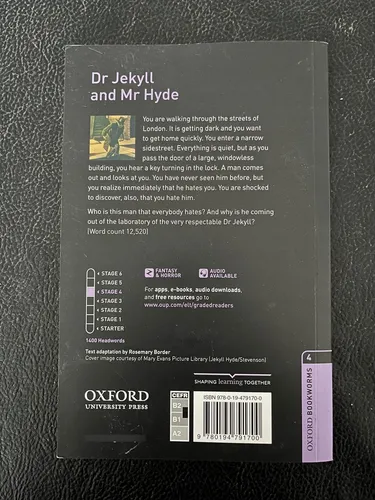 Dr Jekyll
and Mr Hyde
You are walking through the streets of
London. It is getting dark and you want
to get home quickly. You enter a narrow
sidestreet. Everything is quiet, but as you
pass the door of a large, windowless
building, you hear a key turning in the lock. A man comes
out and looks at you. You have never seen him before, but
you realize immediately that he hates you. You are shocked
to discover, also, that you hate him.
Who is this man that everybody hates? And why is he coming
out of the laboratory of the very respectable Dr Jekyll?
(Word count 12,520)
STAGE 6
STAGE 5
STAGE 4
STAGE 3
STAGE 2
STAGE 1
STARTER
1400 Headwords
FANTASY
& HORROR
AUDIO
AVAILABLE
For apps, e-books, audio downloads,
and free resources go to
www.oup.com/elt/gradedreaders
Text adaptation by Rosemary Border
Cover image courtesy of Mary Evans Picture Library (Jekyll Hyde/Stevenson)
SHAPING learning TOGETHER
OXFORD
UNIVERSITY PRESS
CEFR
B2
B1
A2
ISBN 978-0-19-479170-0
9 780194 791700
4
OXFORD BOOKWORMS